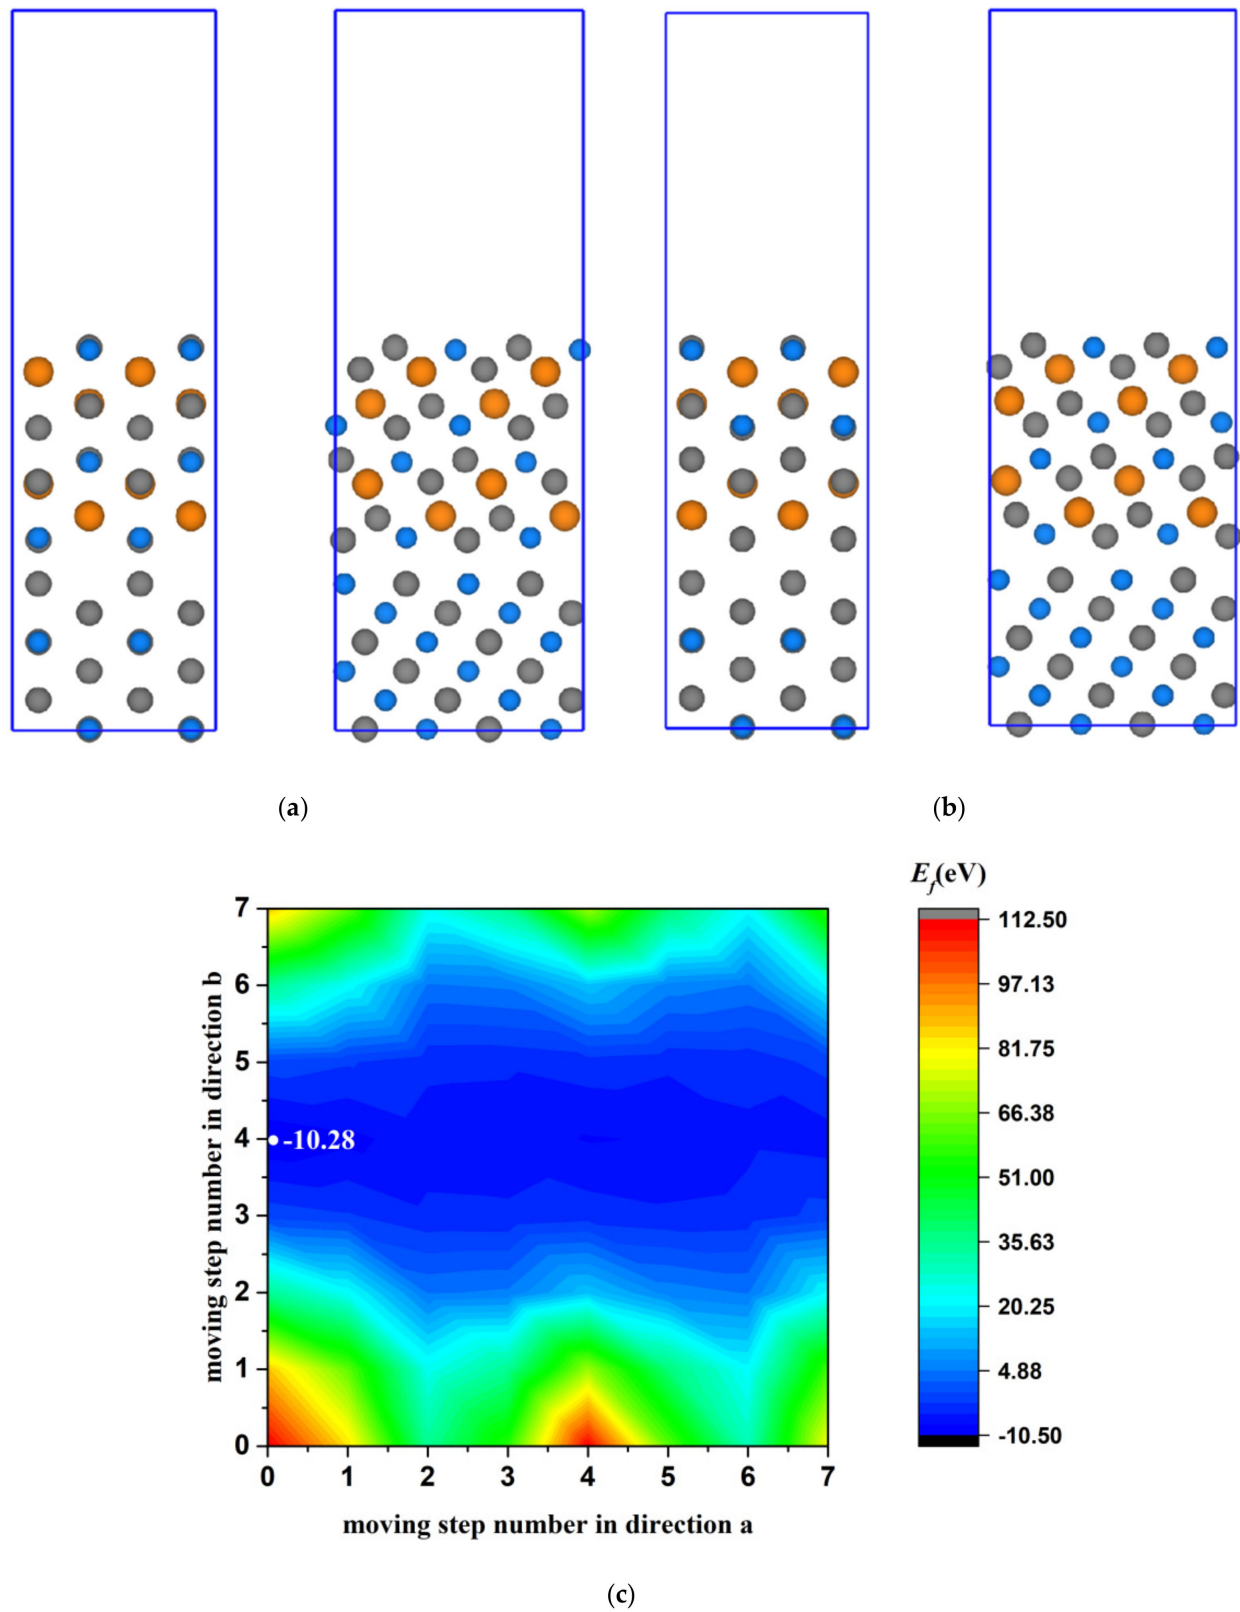 (a)
(b)
E_f(eV)
112.50
97.13
81.75
66.38
51.00
35.63
20.25
4.88
-10.50
moving step number in direction b
7
6
5
4
3
2
1
0
-10.28
0 1 2 3 4 5 6 7
moving step number in direction a
(c)